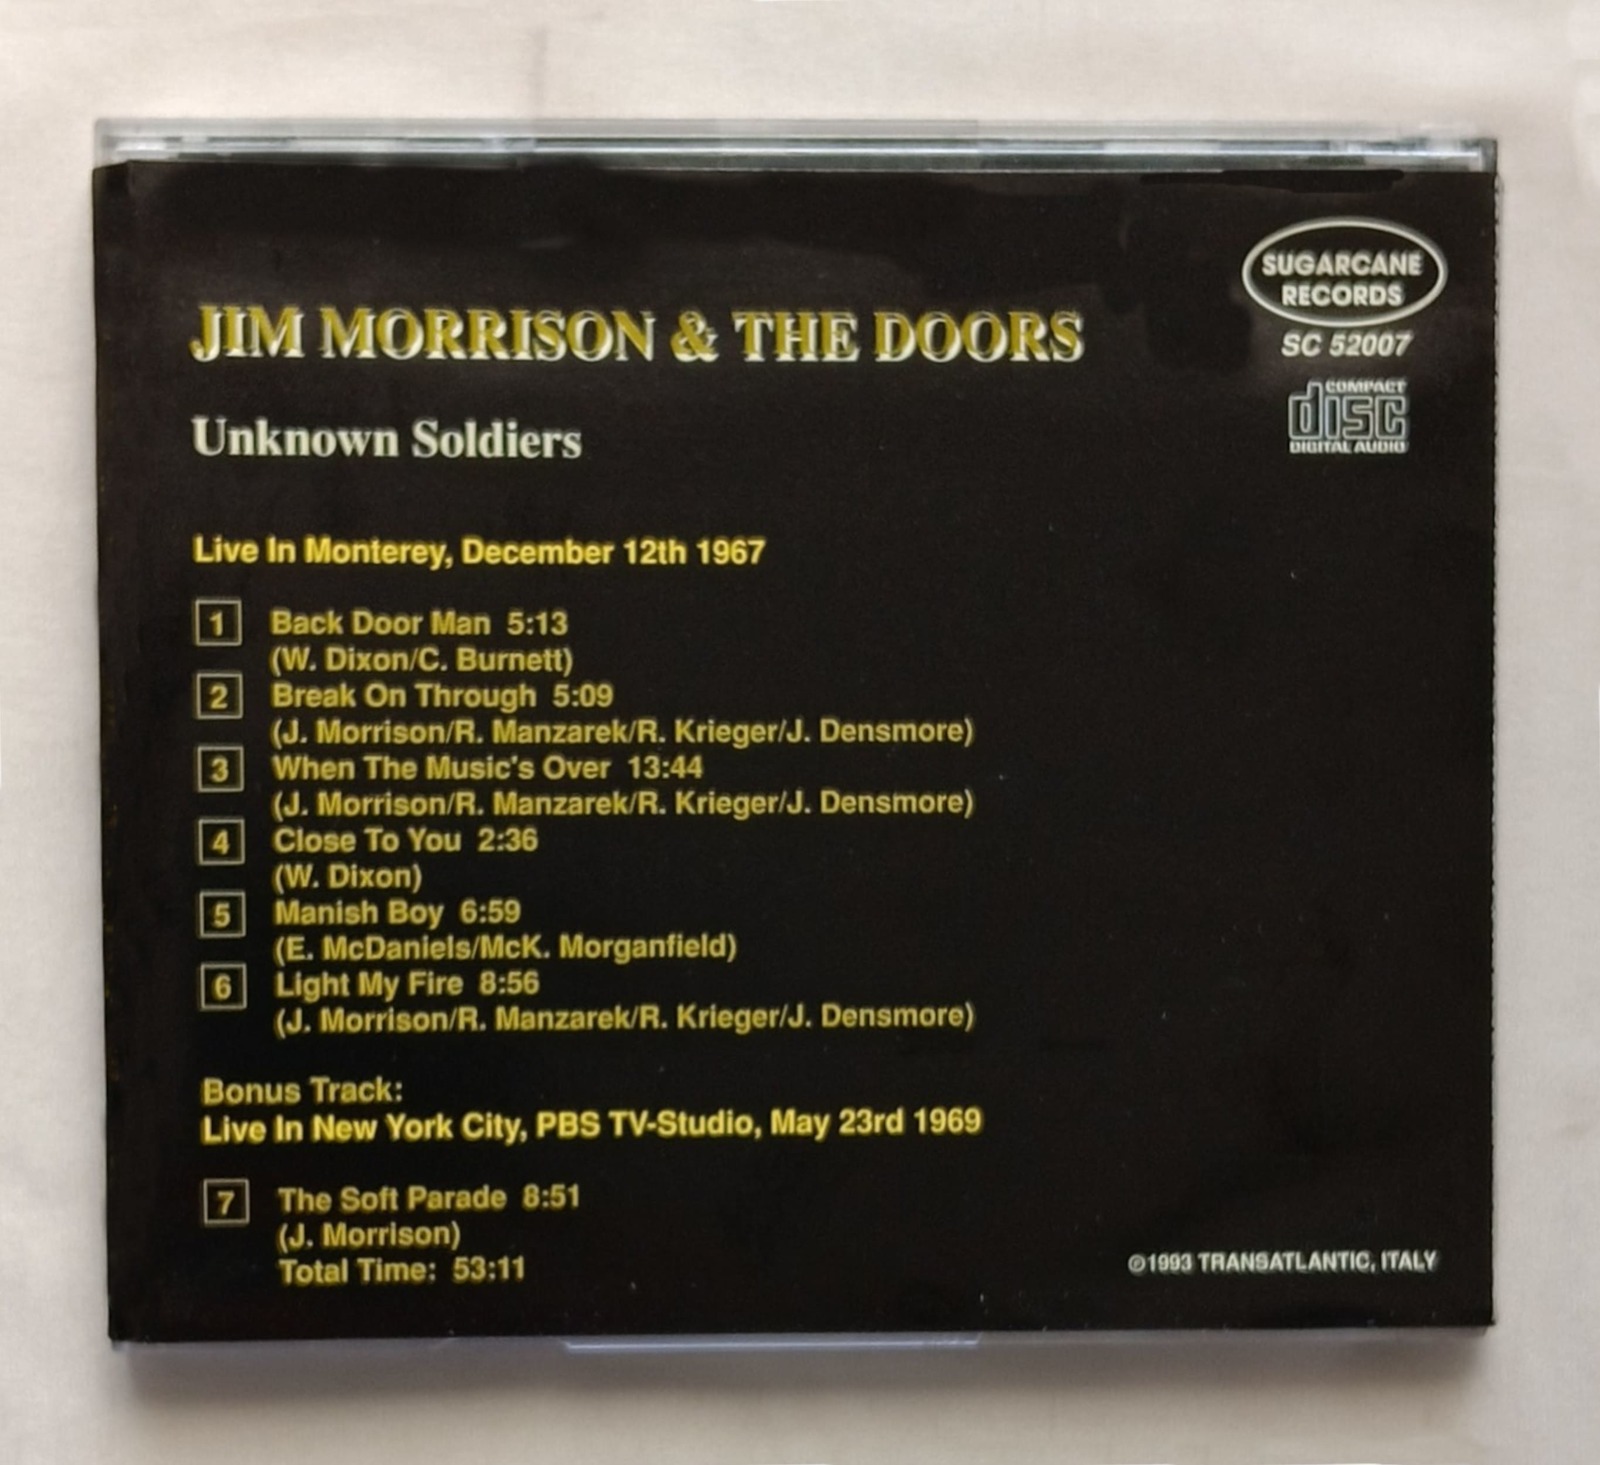 SUGARCANE
RECORDS
SC 52007
COMPACT
disc
DIGITAL AUDIO
JIM MORRISON & THE DOORS
Unknown Soldiers
Live In Monterey, December 12th 1967
1 Back Door Man 5:13
(W. Dixon/C. Burnett)
2 Break On Through 5:09
(J. Morrison/R. Manzarek/R. Krieger/J. Densmore)
3 When The Music's Over 13:44
(J. Morrison/R. Manzarek/R. Krieger/J. Densmore)
4 Close To You 2:36
(W. Dixon)
5 Manish Boy 6:59
(E. McDaniels/McK. Morganfield)
6 Light My Fire 8:56
(J. Morrison/R. Manzarek/R. Krieger/J. Densmore)
Bonus Track:
Live In New York City, PBS TV-Studio, May 23rd 1969
7 The Soft Parade 8:51
(J. Morrison)
Total Time: 53:11
℗1993 TRANSATLANTIC, ITALY